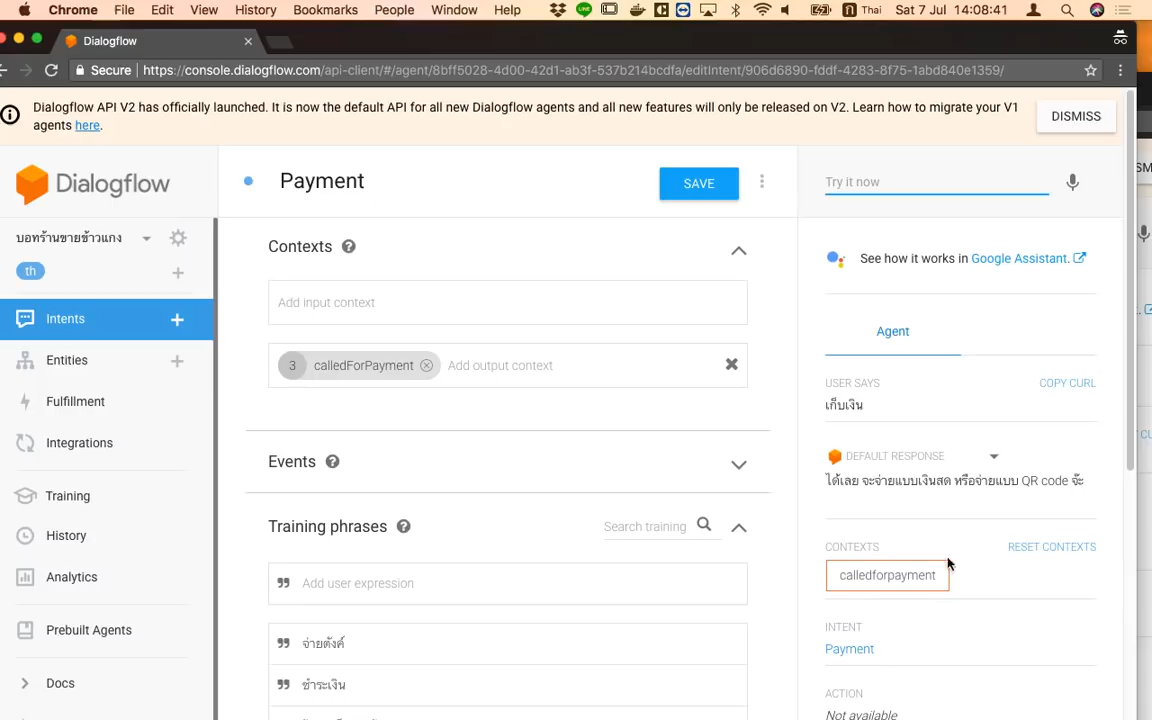 Chrome File Edit View History Bookmarks People Window Help Thai Sat 7 Jul 14:08:41
Dialogflow
Secure https://console.dialogflow.com/api-client/#/agent/8bff5028-4d00-42d1-ab3f-537b214bcdfa/editIntent/906d6890-fddf-4283-8f75-1abd840e1359/
Dialogflow API V2 has officially launched. It is now the default API for all new Dialogflow agents and all new features will only be released on V2. Learn how to migrate your V1
agents here.
DISMISS
Dialogflow
บอทร้านขายข้าวแกง
th
Intents
Entities
Fulfillment
Integrations
Training
History
Analytics
Prebuilt Agents
Docs
Payment
SAVE
Contexts
Add input context
3 calledForPayment Add output context
Events
Training phrases
Search training
Add user expression
จ่ายตังค์
ชำระเงิน
Try it now
See how it works in Google Assistant.
Agent
USER SAYS COPY CURL
เก็บเงิน
DEFAULT RESPONSE
ได้เลย จะจ่ายแบบเงินสด หรือจ่ายแบบ QR code จ๊ะ
CONTEXTS RESET CONTEXTS
calledforpayment
INTENT
Payment
ACTION
Not available